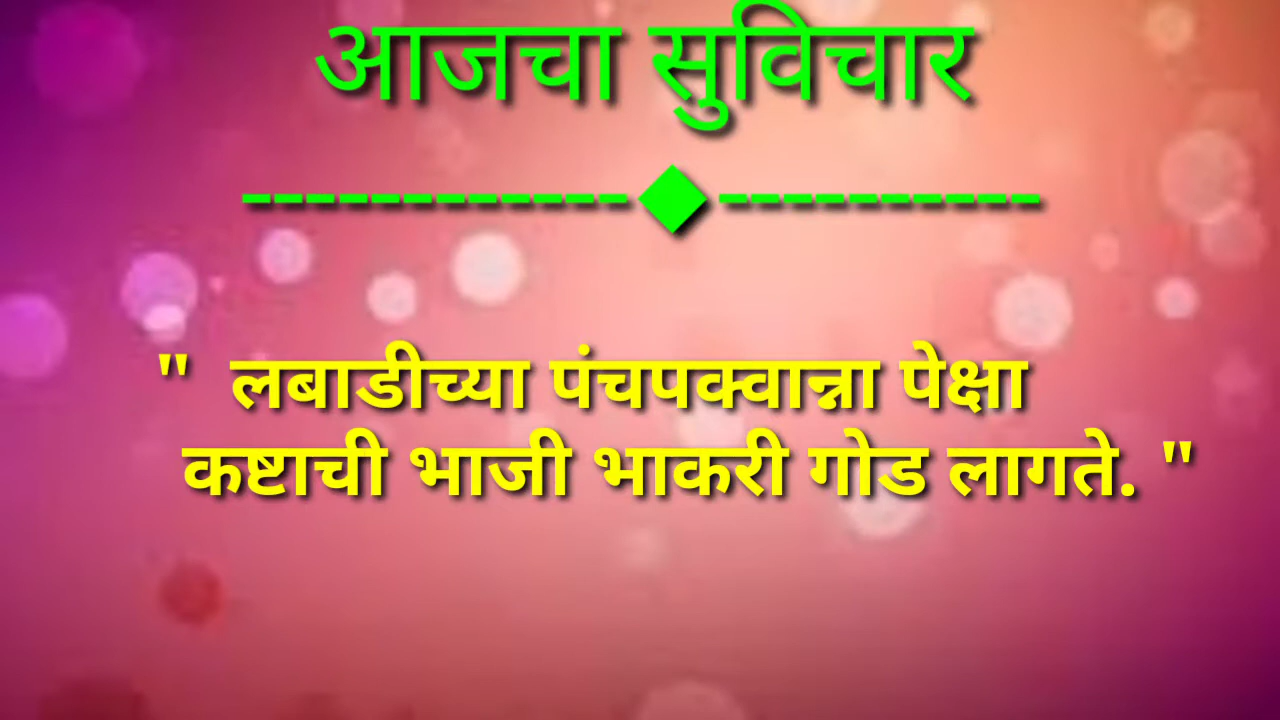 आजचा सुविचार
------------◆----------
" लबाडीच्या पंचपक्वान्ना पेक्षा
कष्टाची भाजी भाकरी गोड लागते. "